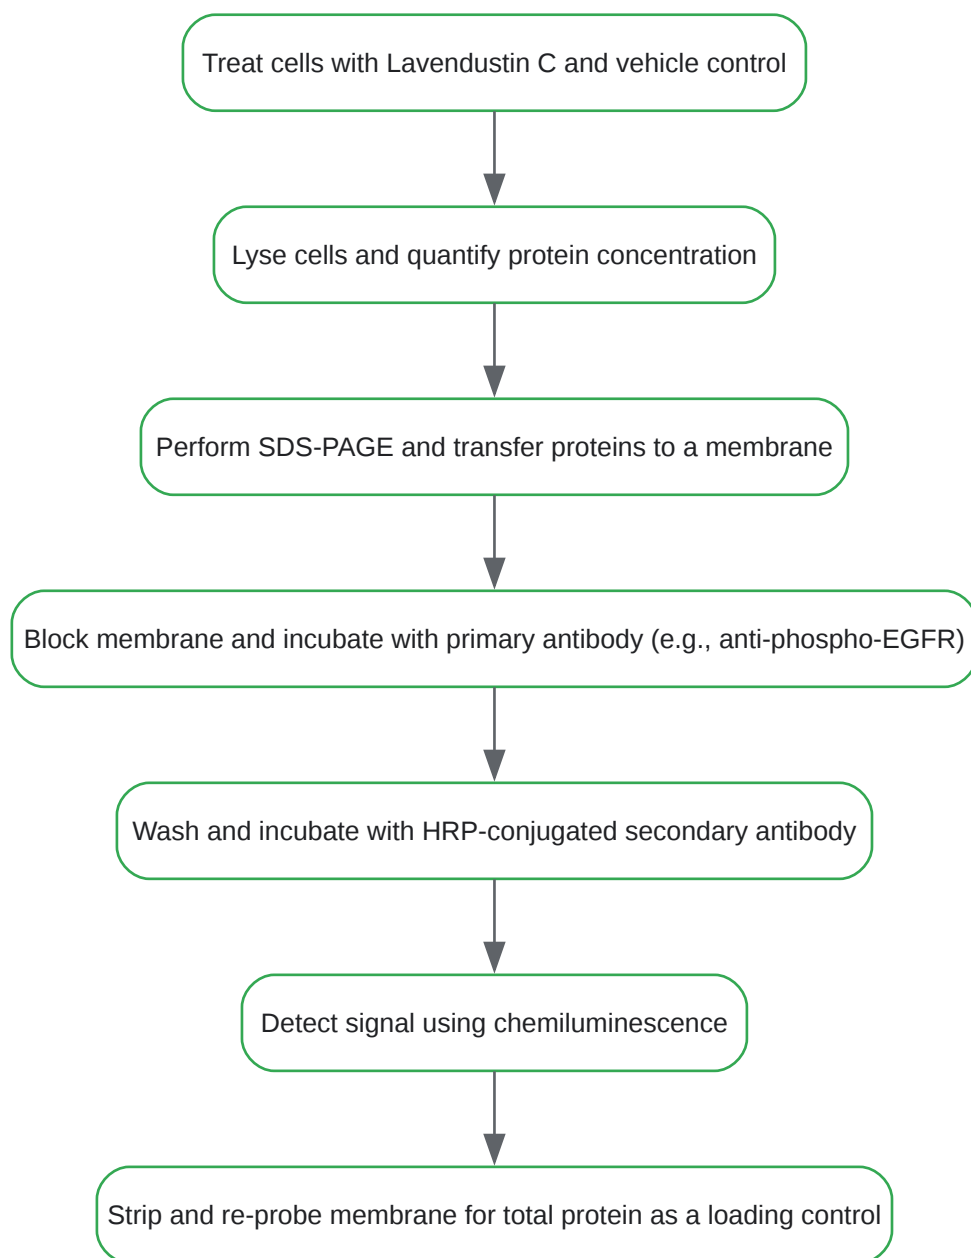 Treat cells with Lavendustin C and vehicle control
Lyse cells and quantify protein concentration
Perform SDS-PAGE and transfer proteins to a membrane
Block membrane and incubate with primary antibody (e.g., anti-phospho-EGFR)
Wash and incubate with HRP-conjugated secondary antibody
Detect signal using chemiluminescence
Strip and re-probe membrane for total protein as a loading control